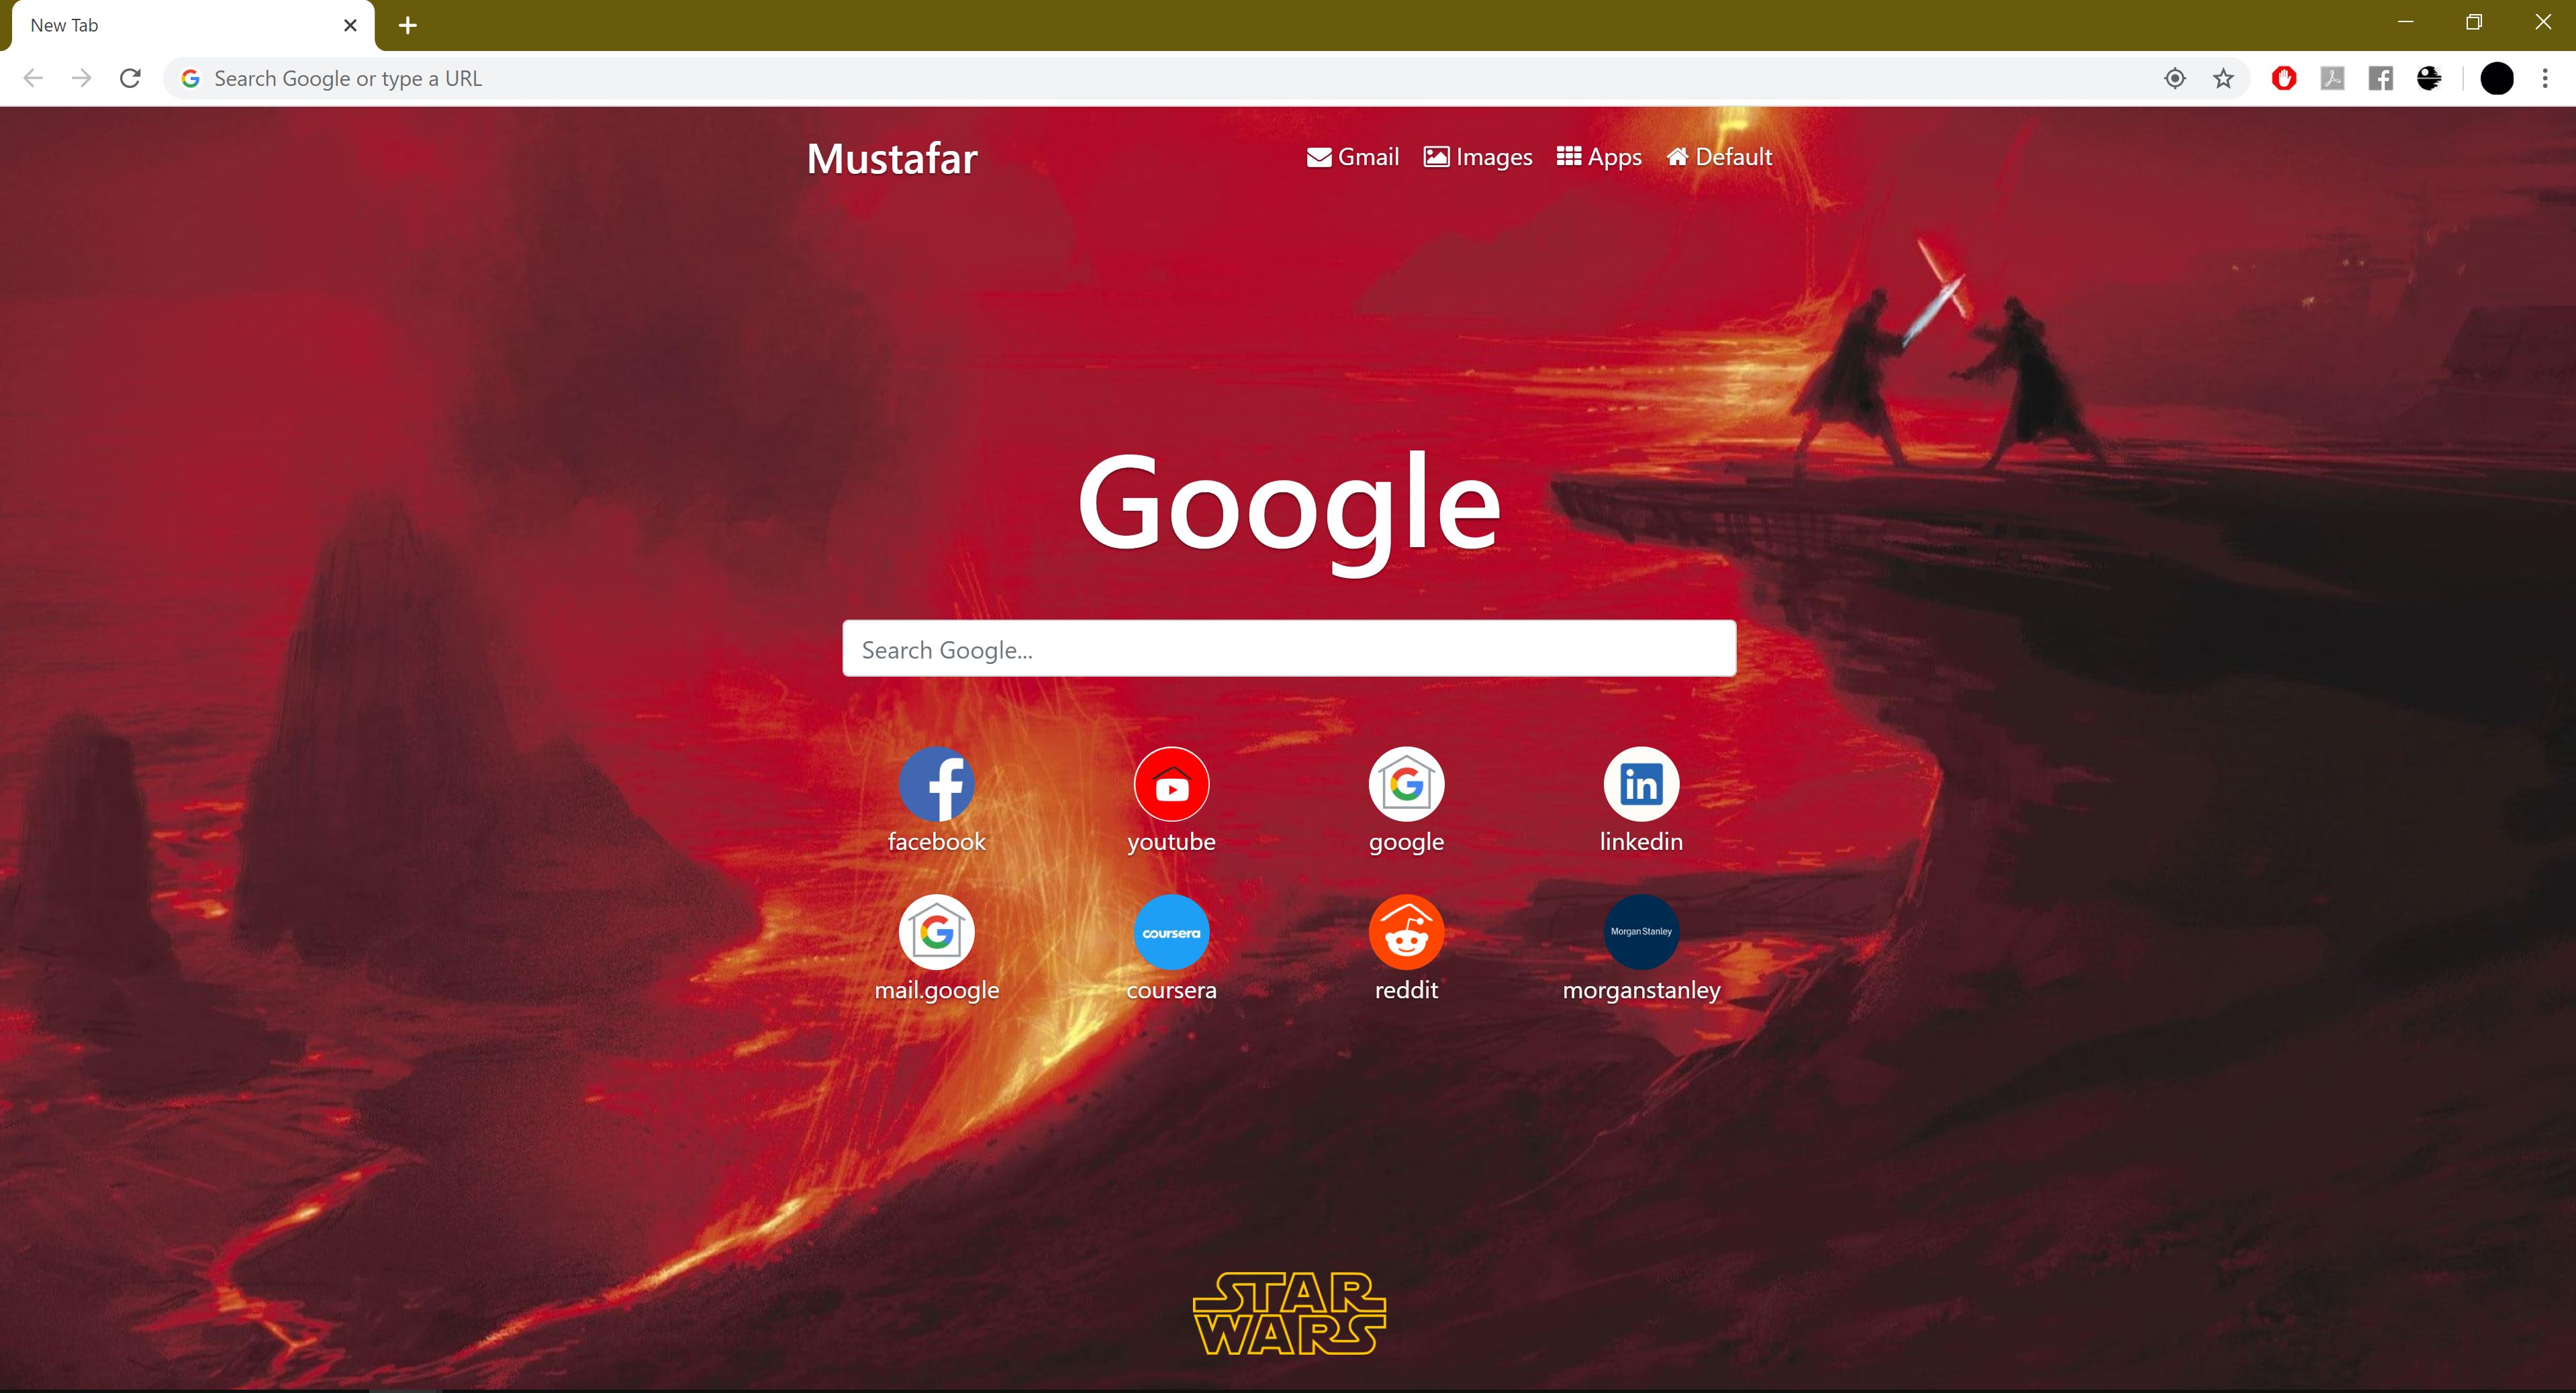 New Tab
Search Google or type a URL
Mustafar
Gmail Images Apps Default
Google
Search Google...
facebook youtube google linkedin
coursera Morgan Stanley
mail.google coursera reddit morganstanley
STAR
WARS